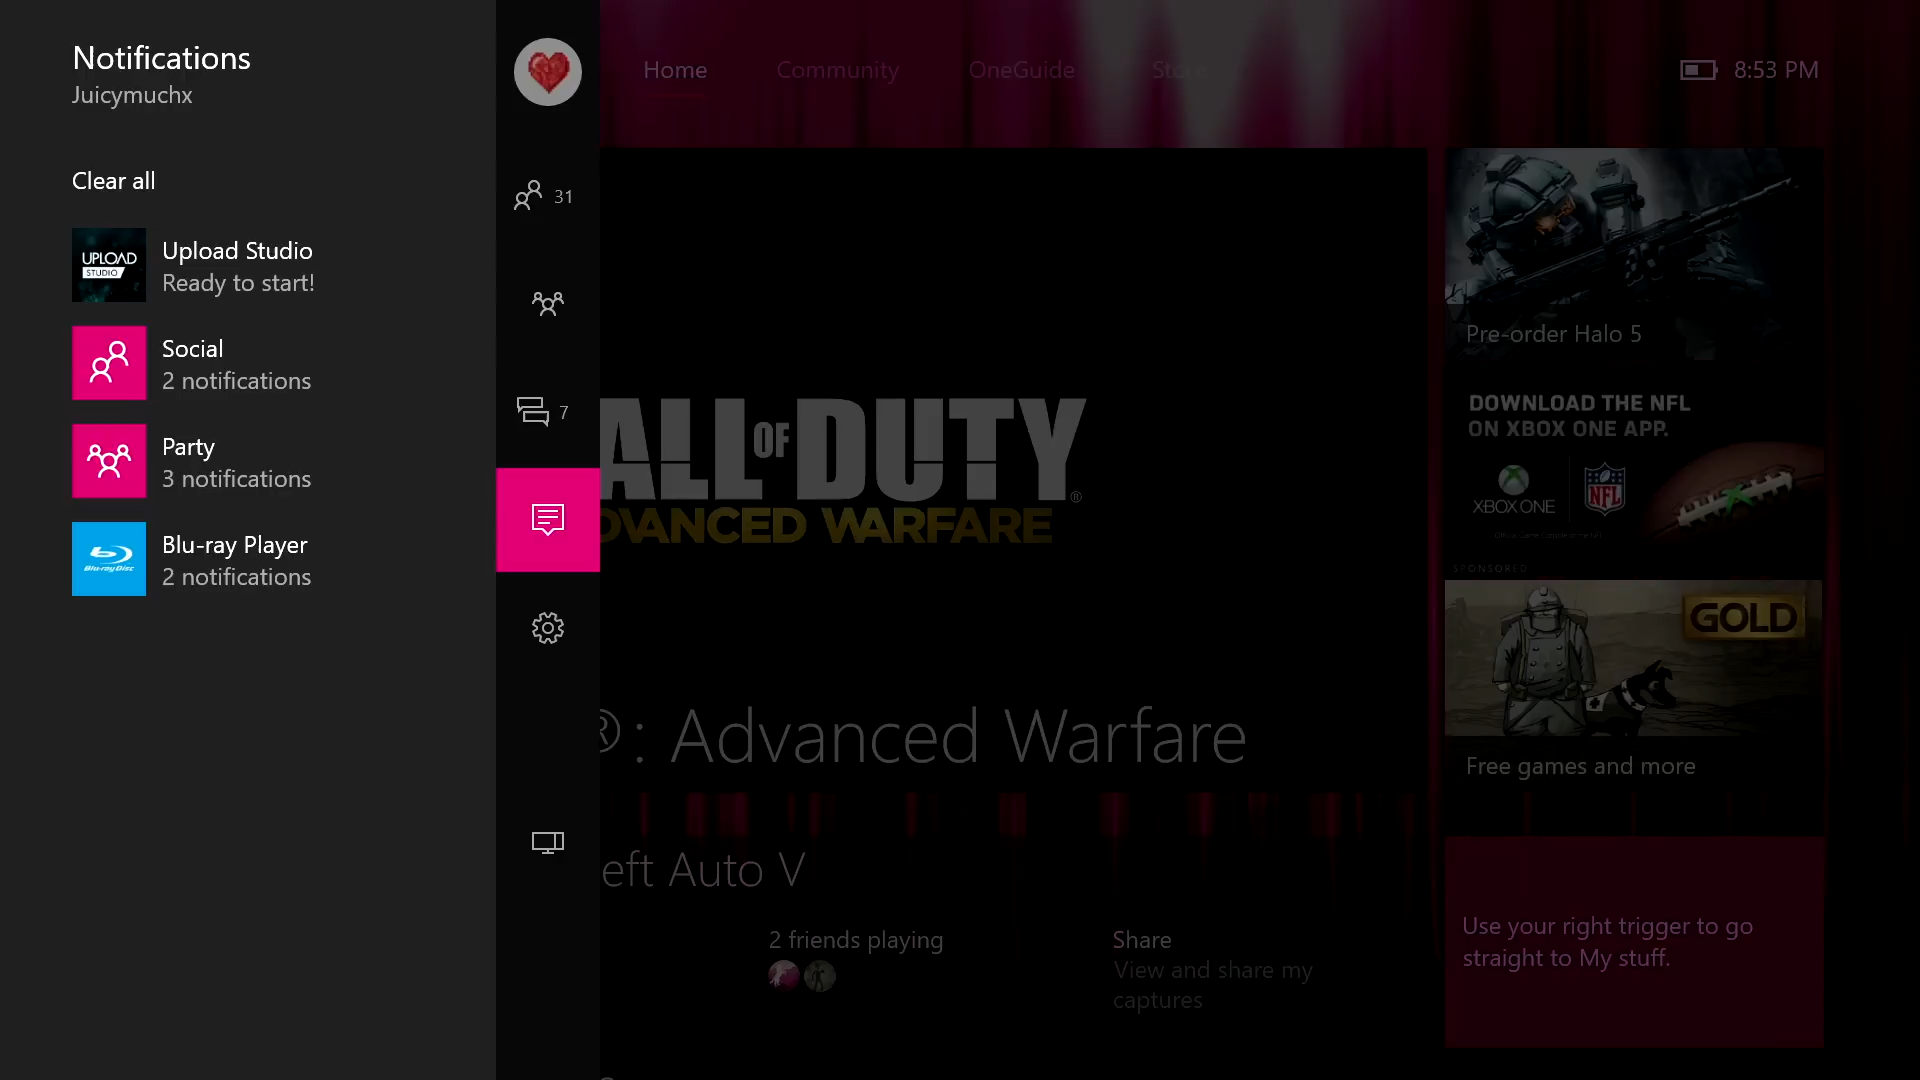 Notifications
Juicymuchx
Clear all
UPLOAD
STUDIO
Upload Studio
Ready to start!
Social
2 notifications
Party
3 notifications
Blu-ray Disc
Blu-ray Player
2 notifications
31
7
Home
Community
OneGuide
Store
8:53 PM
ALL OF DUTY®
DVANCED WARFARE
®: Advanced Warfare
eft Auto V
2 friends playing
Share
View and share my
captures
Pre-order Halo 5
DOWNLOAD THE NFL
ON XBOX ONE APP.
XBOX ONE
NFL
SPONSORED
GOLD
Free games and more
Use your right trigger to go
straight to My stuff.